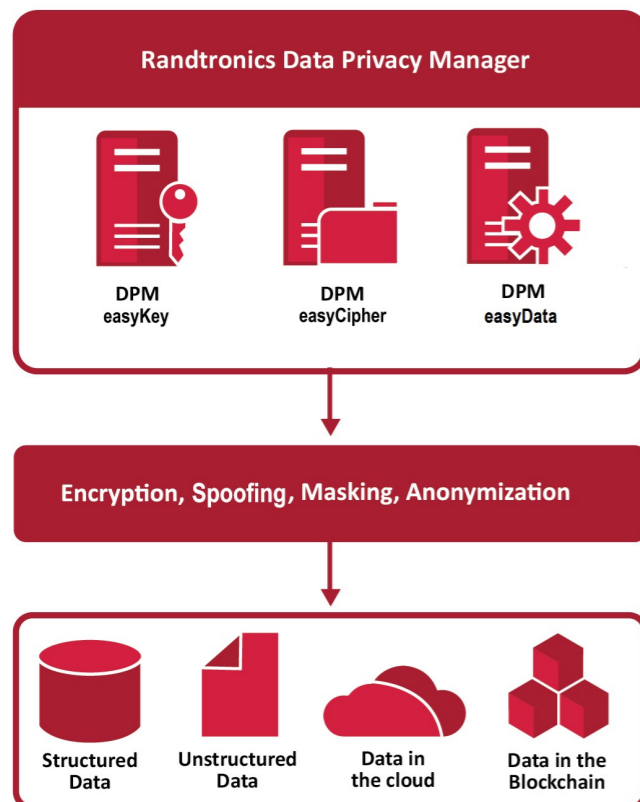 Randtronics Data Privacy Manager
DPM
easyKey
DPM
easyCipher
DPM
easyData
Encryption, Spoofing, Masking, Anonymization
Structured
Data
Unstructured
Data
Data in
the cloud
Data in the
Blockchain